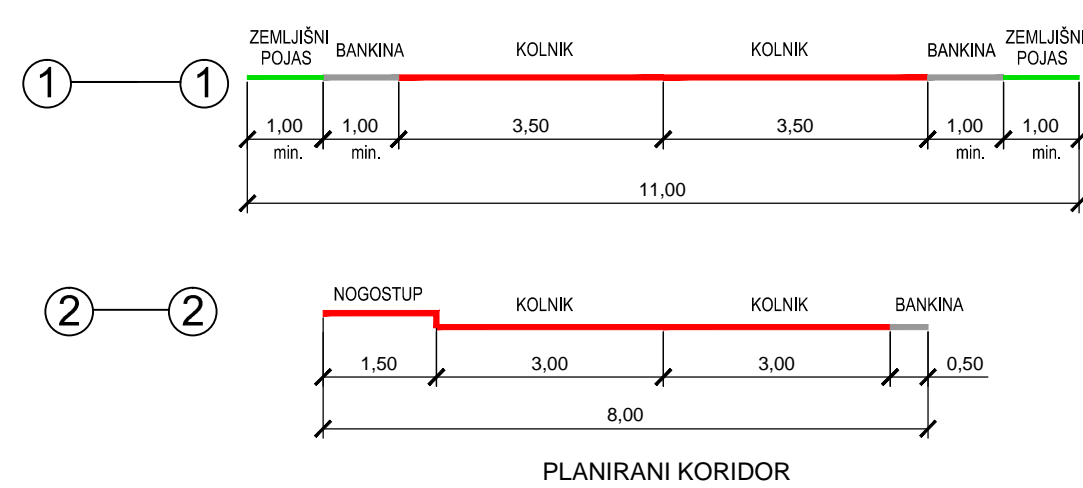 ZEMLJIŠNI POJAS BANKINA KOLNIK KOLNIK BANKINA ZEMLJIŠNI POJAS
1 1
1,00 1,00 3,50 3,50 1,00 1,00
min. min. min. min.
11,00
NOGOSTUP KOLNIK KOLNIK BANKINA
2 2
1,50 3,00 3,00 0,50
8,00
PLANIRANI KORIDOR